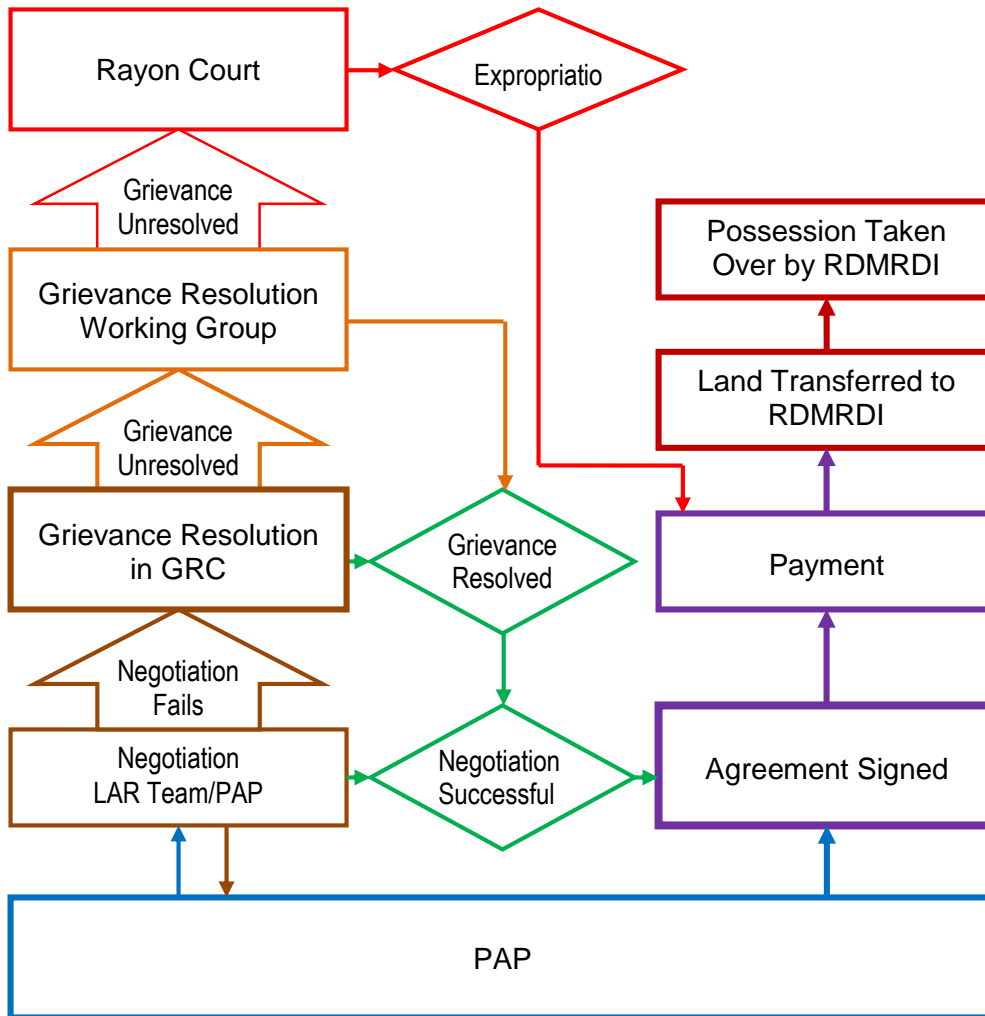 Rayon Court
Expropriatio
Grievance
Unresolved
Possession Taken
Over by RDMRDI
Grievance Resolution
Working Group
Land Transferred to
RDMRDI
Grievance
Unresolved
Grievance Resolution
in GRC
Grievance
Resolved
Payment
Negotiation
Fails
Negotiation
LAR Team/PAP
Negotiation
Successful
Agreement Signed
PAP